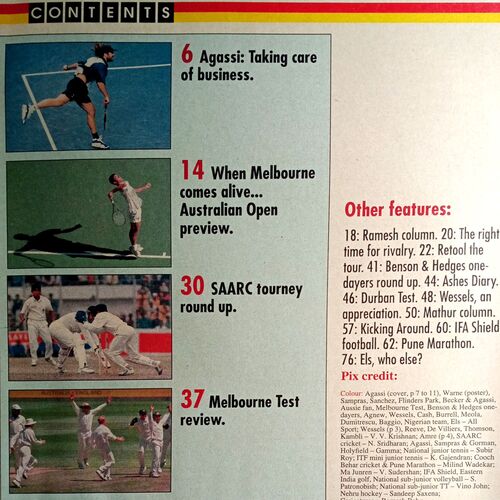 CONTENTS
6 Agassi: Taking care
of business.
14 When Melbourne
comes alive...
Australian Open
preview.
30 SAARC tourney
round up.
37 Melbourne Test
review.
Other features:
18: Ramesh column. 20: The right
time for rivalry. 22: Retool the
tour. 41: Benson & Hedges one-
dayers round up. 44: Ashes Diary.
46: Durban Test. 48: Wessels, an
appreciation. 50: Mathur column.
57: Kicking Around. 60: IFA Shield
football. 62: Pune Marathon.
76: Els, who else?
Pix credit:
Colour: Agassi (cover, p 7 to 11), Warne (poster),
Sampras, Sanchez, Flinders Park, Becker & Agassi,
Aussie fan, Melbourne Test, Benson & Hedges one-
dayers, Agnew, Wessels, Cash, Burrell, Meola,
Dumitrescu, Baggio, Nigerian team, Els – All
Sport; Wessels (p 3), Reeve, De Villiers, Thomson,
Kambli – V. V. Krishnan; Amre (p 4), SAARC
cricket – N. Sridharan; Agassi, Sampras & Gorman,
Holyfield – Gamma; National junior tennis – Subir
Roy; ITF mini junior tennis – K. Gajendran; Cooch
Behar cricket & Pune Marathon – Milind Wadekar;
Ma Junren – V. Sudershan; IFA Shield, Eastern
India golf, National sub-junior volleyball – S.
Patronobish; National sub-junior TT – Vino John;
Nehru hockey – Sandeep Saxena;